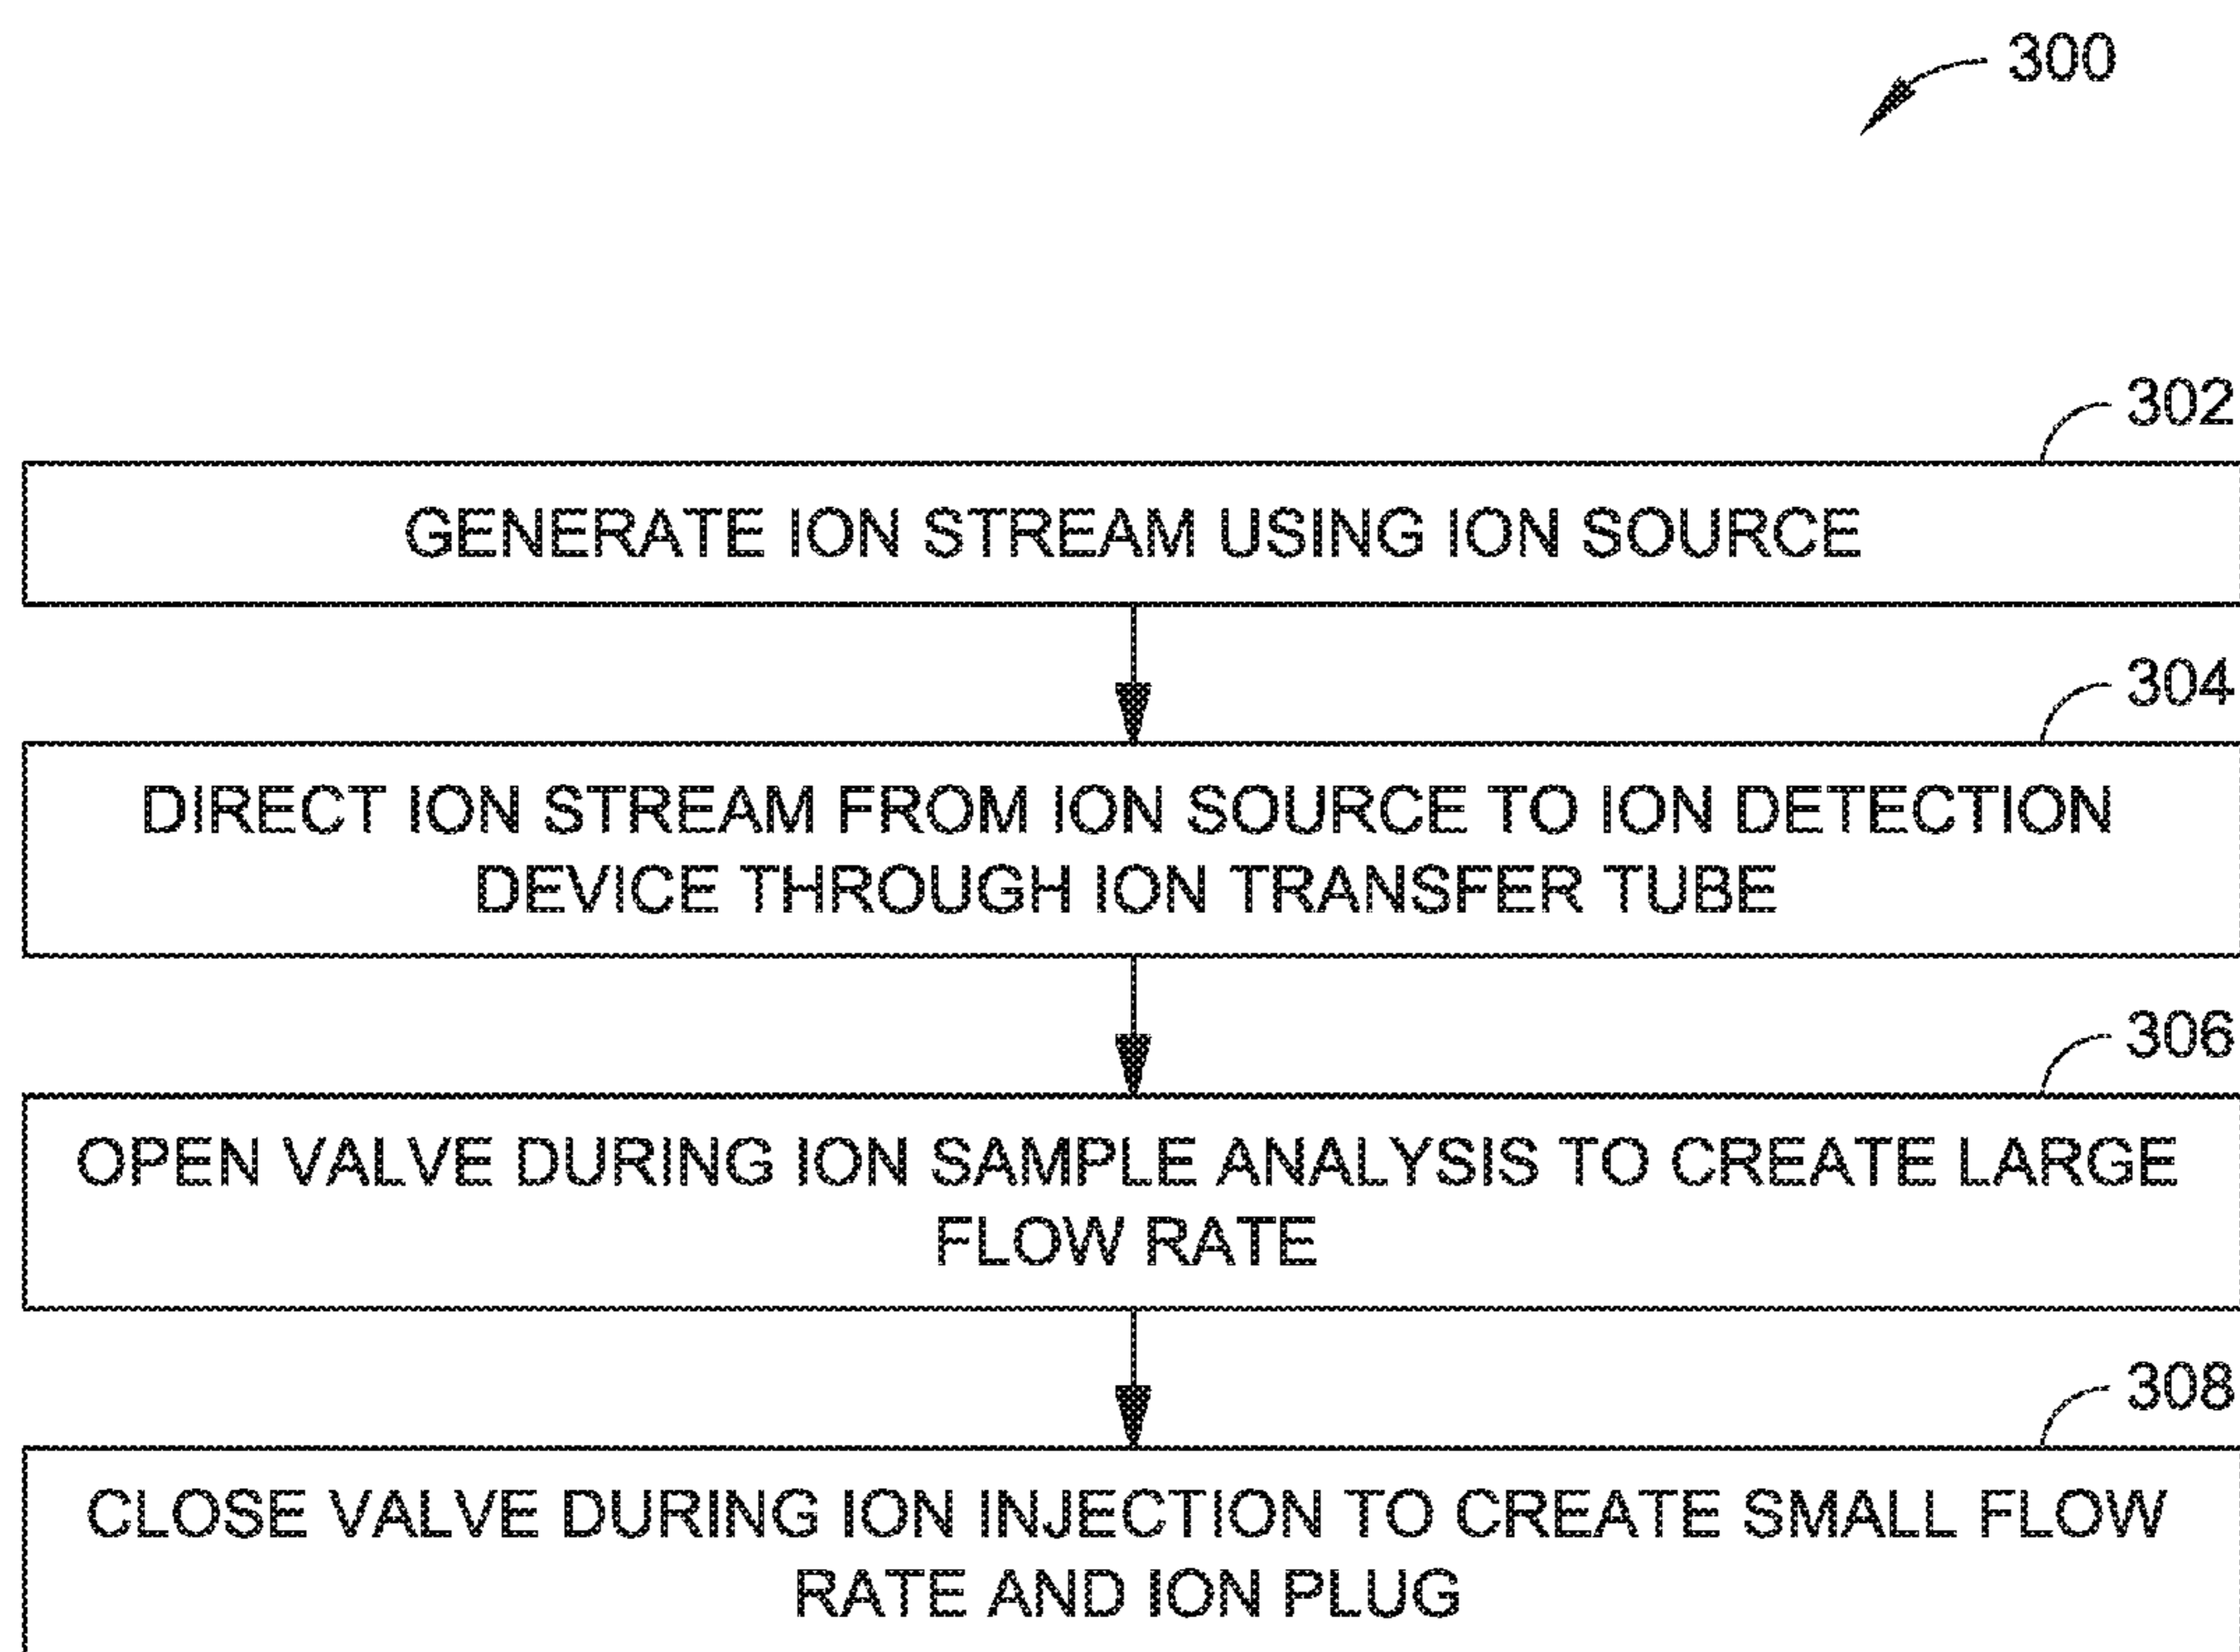 300
302
GENERATE ION STREAM USING ION SOURCE
304
DIRECT ION STREAM FROM ION SOURCE TO ION DETECTION
DEVICE THROUGH ION TRANSFER TUBE
306
OPEN VALVE DURING ION SAMPLE ANALYSIS TO CREATE LARGE
FLOW RATE
308
CLOSE VALVE DURING ION INJECTION TO CREATE SMALL FLOW
RATE AND ION PLUG